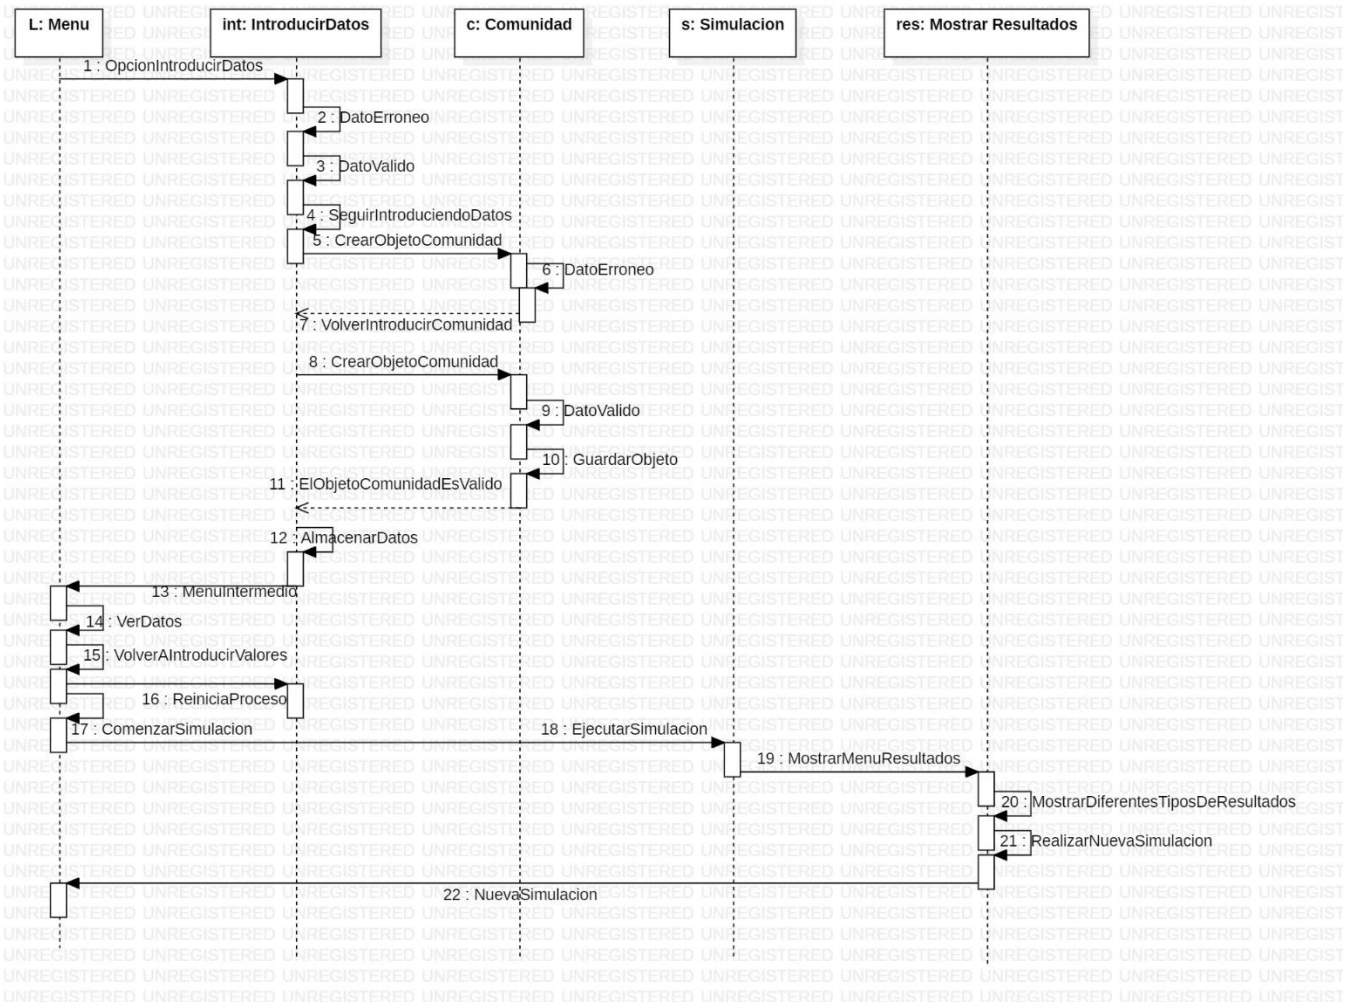 L: Menu
int: IntroducirDatos
c: Comunidad
s: Simulacion
res: Mostrar Resultados
1 : OpcionIntroducirDatos
2 : DatoErroneo
3 : DatoValido
4 : SeguirIntroduciendoDatos
5 : CrearObjetoComunidad
6 : DatoErroneo
7 : VolverIntroducirComunidad
8 : CrearObjetoComunidad
9 : DatoValido
10 : GuardarObjeto
11 : ElObjetoComunidadEsValido
12 : AlmacenarDatos
13 : MenuIntermedio
14 : VerDatos
15 : VolverAIntroducirValores
16 : ReiniciaProceso
17 : ComenzarSimulacion
18 : EjecutarSimulacion
19 : MostrarMenuResultados
20 : MostrarDiferentesTiposDeResultados
21 : RealizarNuevaSimulacion
22 : NuevaSimulacion
UNREGISTERED